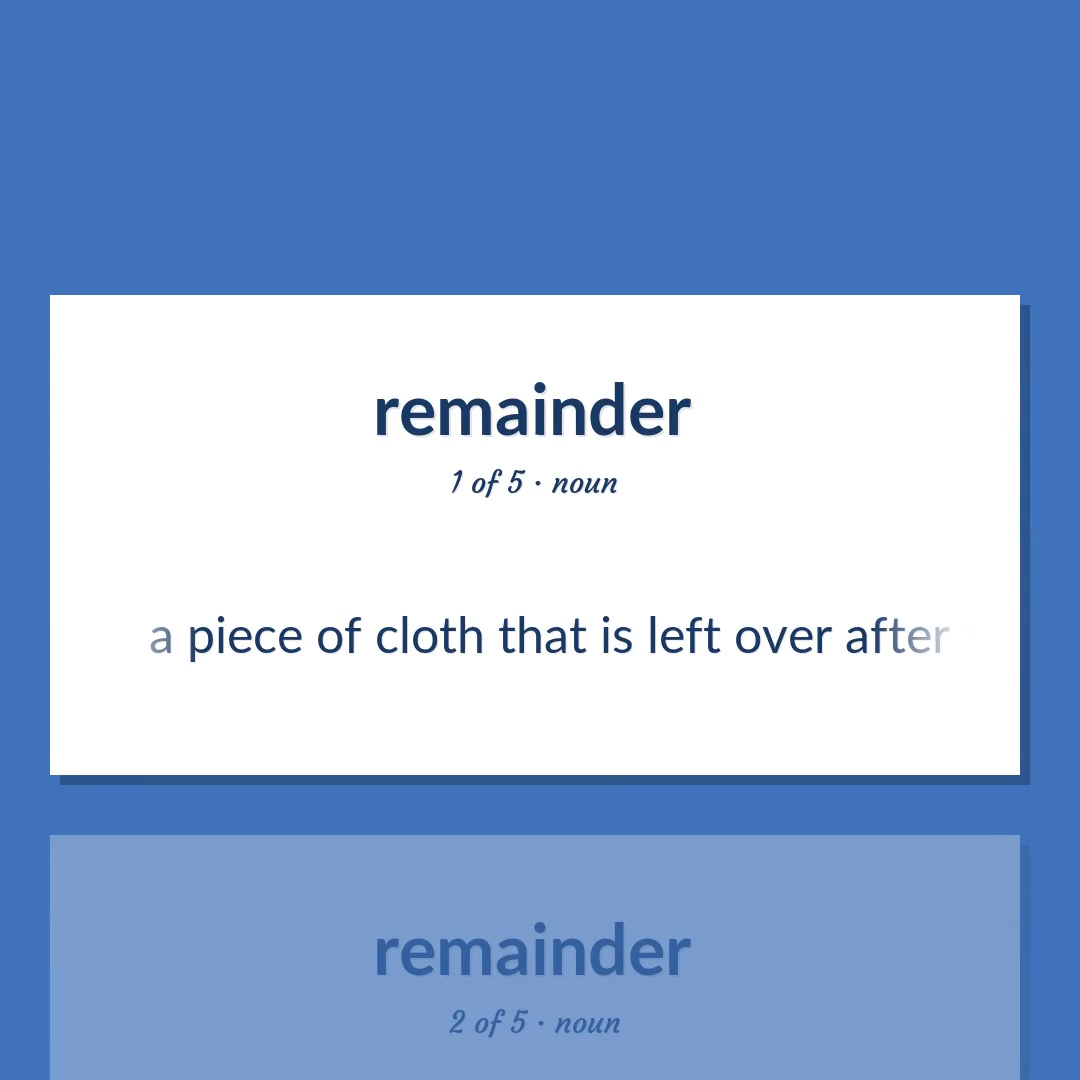 remainder
1 of 5 · noun
a piece of cloth that is left over after
remainder
2 of 5 · noun